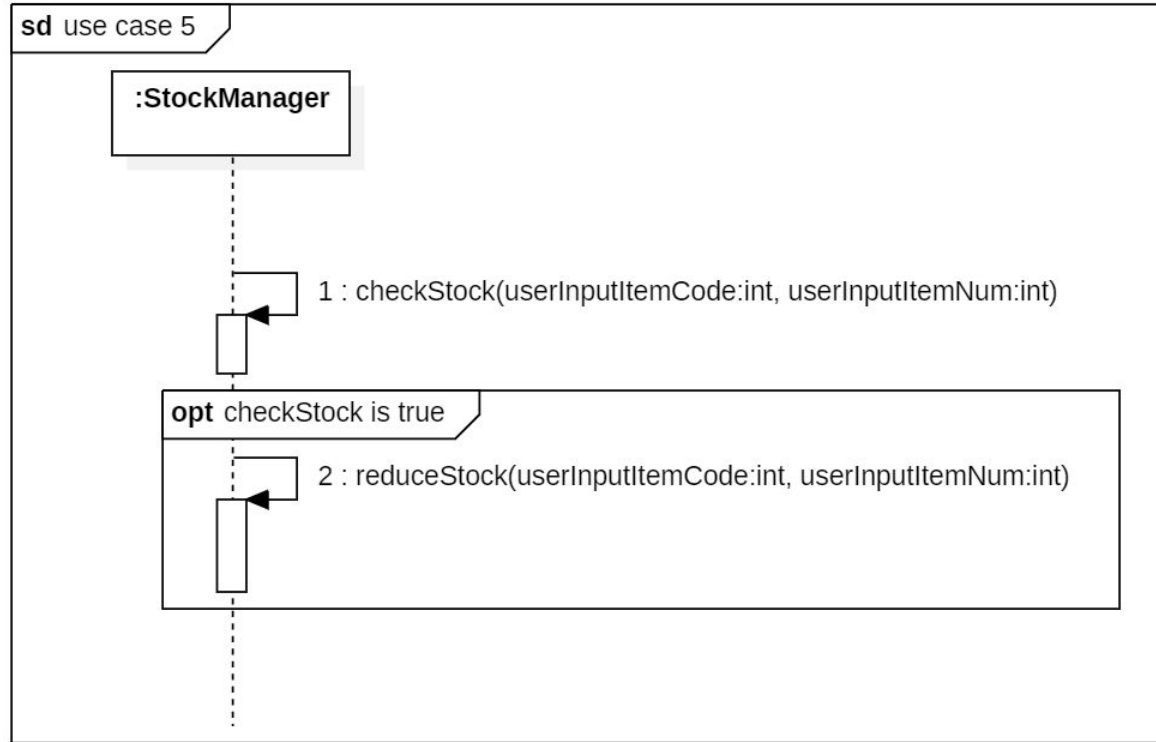 sd use case 5
:StockManager
1 : checkStock(userInputItemCode:int, userInputItemNum:int)
opt checkStock is true
2 : reduceStock(userInputItemCode:int, userInputItemNum:int)